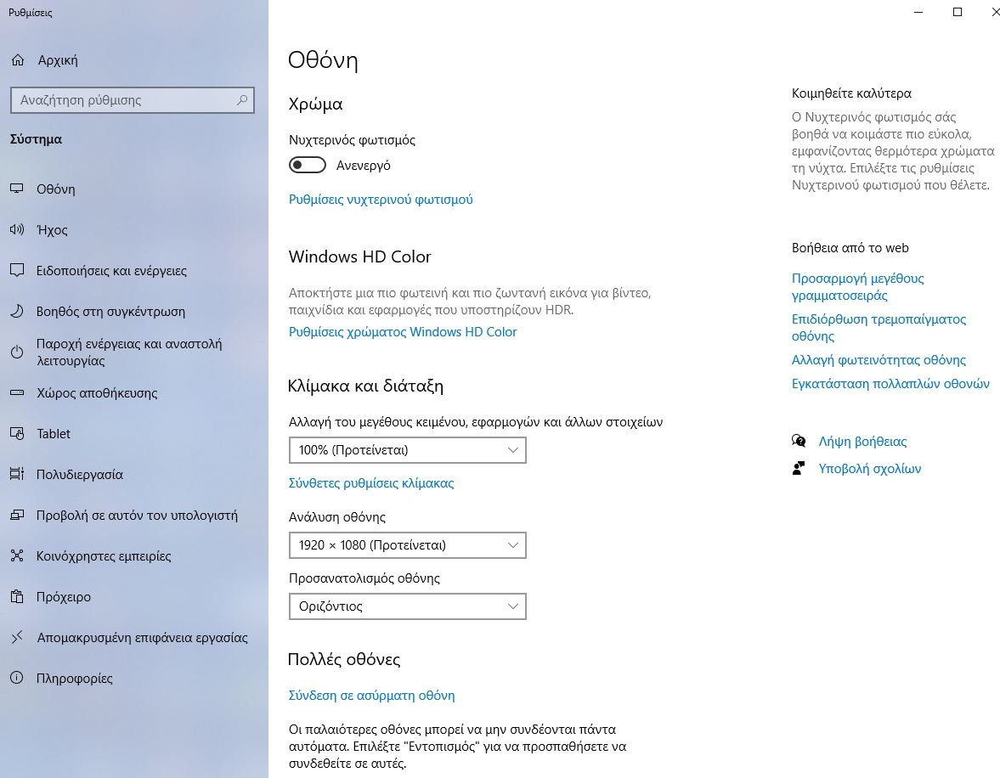 Ρυθμίσεις
Αρχική
Αναζήτηση ρύθμισης
Σύστημα
Οθόνη
Ήχος
Ειδοποιήσεις και ενέργειες
Βοηθός στη συγκέντρωση
Παροχή ενέργειας και αναστολή
λειτουργίας
Χώρος αποθήκευσης
Tablet
Πολυδιεργασία
Προβολή σε αυτόν τον υπολογιστή
Κοινόχρηστες εμπειρίες
Πρόχειρο
Απομακρυσμένη επιφάνεια εργασίας
Πληροφορίες
Οθόνη
Χρώμα
Νυχτερινός φωτισμός
Ανενεργό
Ρυθμίσεις νυχτερινού φωτισμού
Windows HD Color
Αποκτήστε μια πιο φωτεινή και πιο ζωντανή εικόνα για βίντεο,
παιχνίδια και εφαρμογές που υποστηρίζουν HDR.
Ρυθμίσεις χρώματος Windows HD Color
Κλίμακα και διάταξη
Αλλαγή του μεγέθους κειμένου, εφαρμογών και άλλων στοιχείων
100% (Προτείνεται)
Σύνθετες ρυθμίσεις κλίμακας
Ανάλυση οθόνης
1920 × 1080 (Προτείνεται)
Προσανατολισμός οθόνης
Οριζόντιος
Πολλές οθόνες
Σύνδεση σε ασύρματη οθόνη
Οι παλαιότερες οθόνες μπορεί να μην συνδέονται πάντα
αυτόματα. Επιλέξτε "Εντοπισμός" για να προσπαθήσετε να
συνδεθείτε σε αυτές.
Κοιμηθείτε καλύτερα
Ο Νυχτερινός φωτισμός σάς
βοηθά να κοιμάστε πιο εύκολα,
εμφανίζοντας θερμότερα χρώματα
τη νύχτα. Επιλέξτε τις ρυθμίσεις
Νυχτερινού φωτισμού που θέλετε.
Βοήθεια από το web
Προσαρμογή μεγέθους
γραμματοσειράς
Επιδιόρθωση τρεμοπαίγματος
οθόνης
Αλλαγή φωτεινότητας οθόνης
Εγκατάσταση πολλαπλών οθονών
Λήψη βοήθειας
Υποβολή σχολίων